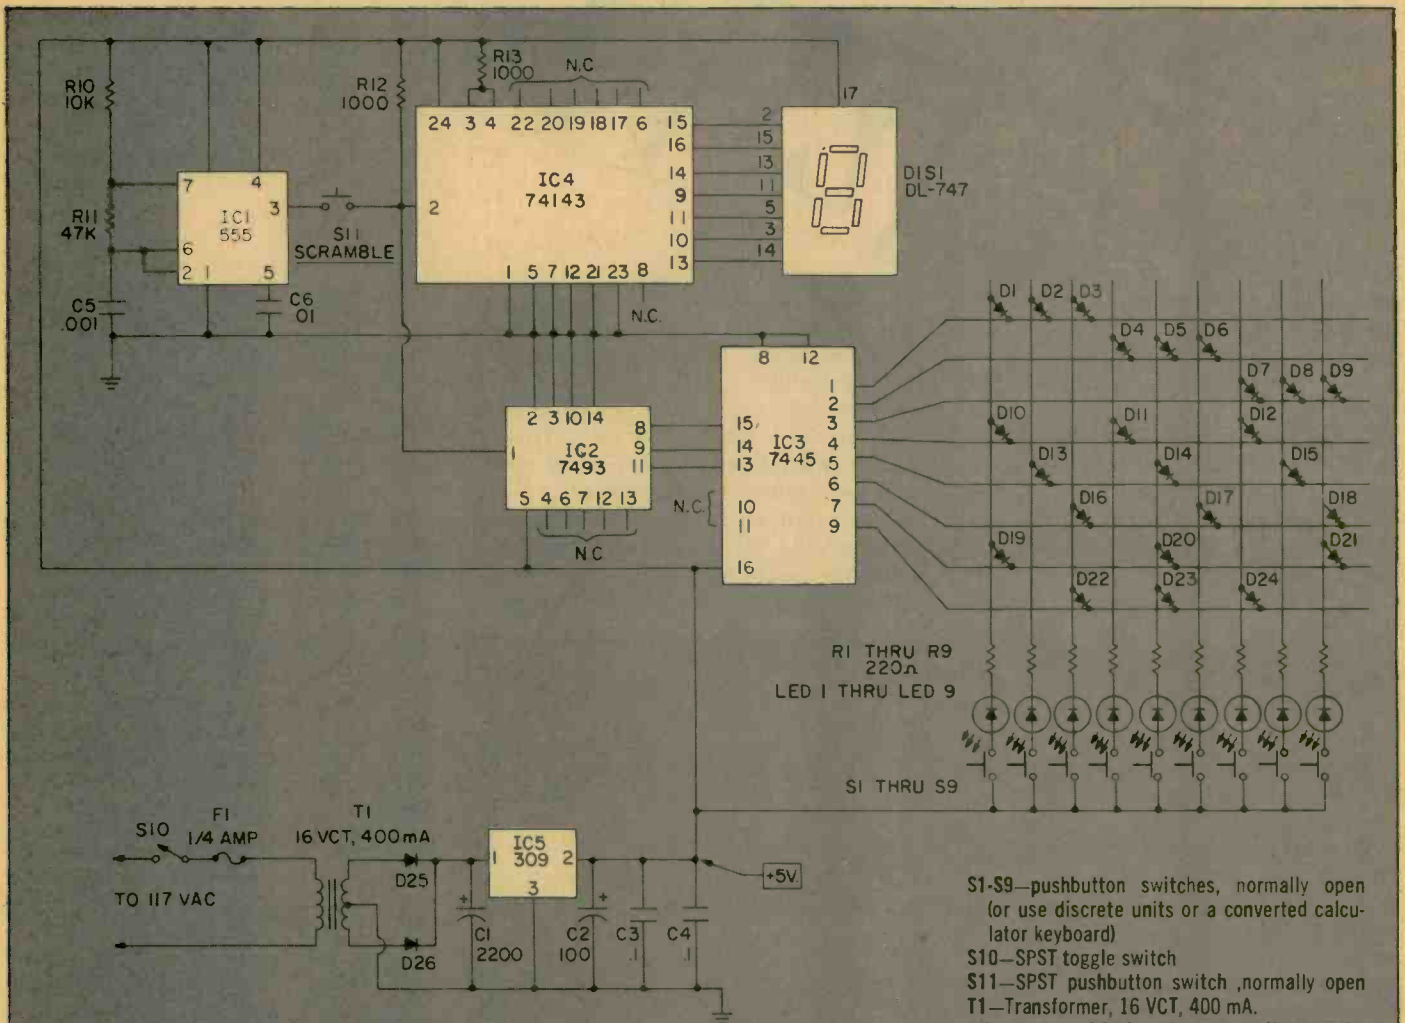 R10
10K
R11
47K
C5
.001
7 4
3
IC1
555
6
2 1 5
C6
.01
S11
SCRAMBLE
R12
1000
R13
1000
N.C
24 3 4 22 20 19 18 17 6 15
16
14
9
11
10
13
2
IC4
74143
1 5 7 12 21 23 8
N.C.
2
15
13
11
5
3
14
17
DIS1
DL-747
2 3 10 14
8
9
11
1
IC2
7493
5 4 6 7 12 13
N C
8 12
15
14
13
IC3
7445
N.C.
10
11
16
1
2
3
4
5
6
7
9
D1 D2 D3
D4 D5 D6
D7 D8 D9
D10 D11 D12
D13 D14 D15
D16 D17 D18
D19 D20 D21
D22 D23 D24
R1 THRU R9
220Ω
LED 1 THRU LED 9
S1 THRU S9
S10
F1
1/4 AMP
T1
16 VCT, 400mA
TO 117 VAC
D25
D26
1 IC5 2
309
3
C1
2200
C2
100
C3
.1
C4
.1
+5V.
S1-S9—pushbutton switches, normally open
(or use discrete units or a converted calcu-
lator keyboard)
S10—SPST toggle switch
S11—SPST pushbutton switch ,normally open
T1—Transformer, 16 VCT, 400 mA.